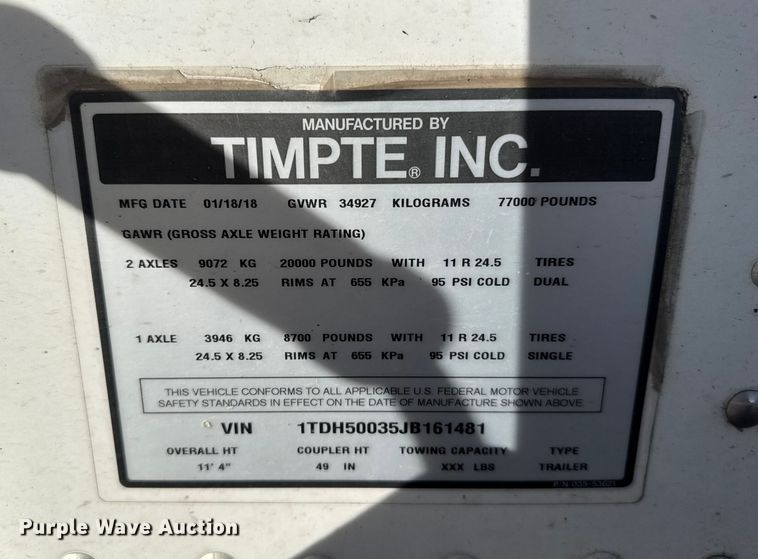 MANUFACTURED BY
TIMPTE® INC.
MFG DATE 01/18/18 GVWR 34927 KILOGRAMS 77000 POUNDS
GAWR (GROSS AXLE WEIGHT RATING)
2 AXLES 9072 KG 20000 POUNDS WITH 11 R 24.5 TIRES
24.5 X 8.25 RIMS AT 655 KPa 95 PSI COLD DUAL
1 AXLE 3946 KG 8700 POUNDS WITH 11 R 24.5 TIRES
24.5 X 8.25 RIMS AT 655 KPa 95 PSI COLD SINGLE
THIS VEHICLE CONFORMS TO ALL APPLICABLE U.S. FEDERAL MOTOR VEHICLE
SAFETY STANDARDS IN EFFECT ON THE DATE OF MANUFACTURE SHOWN ABOVE.
VIN 1TDH50035JB161481
OVERALL HT COUPLER HT TOWING CAPACITY TYPE
11' 4" 49 IN XXX LBS TRAILER
P/N
Purple Wave Auction